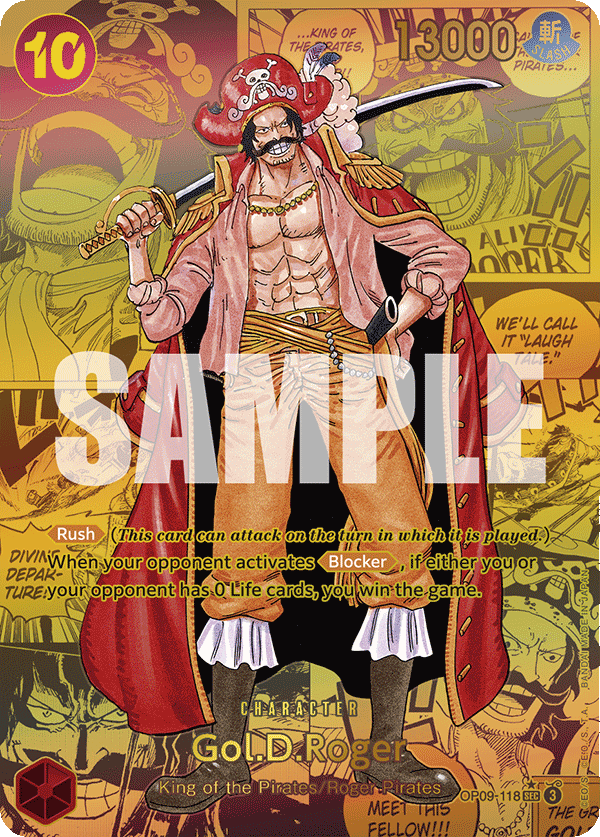 10
...KING OF
THE PIRATES,
13000
斬
SLASH
PIRATES...
WE'LL CALL
IT "LAUGH
TALE."
SAMPLE
Rush (This card can attack on the turn in which it is played.)
When your opponent activates Blocker , if either you or
your opponent has 0 Life cards, you win the game.
DIVINE
DEPAR-
TURE
CHARACTER
Gol.D.Roger
King of the Pirates/Roger Pirates
OP09-118 SEC 3
MEET THIS
FELLOW!!!
BANDAI MADE IN JAPAN